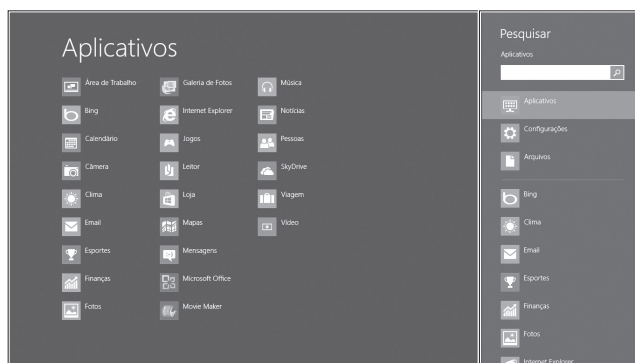 Aplicativos
Área de Trabalho
Bing
Calendário
Câmera
Clima
Email
Esportes
Finanças
Fotos
Galeria de Fotos
Internet Explorer
Jogos
Leitor
Loja
Mapas
Mensagens
Microsoft Office
Movie Maker
Música
Notícias
Pessoas
SkyDrive
Viagem
Vídeo
Pesquisar
Aplicativos
Aplicativos
Configurações
Arquivos
Bing
Clima
Email
Esportes
Finanças
Fotos
Internet Explorer